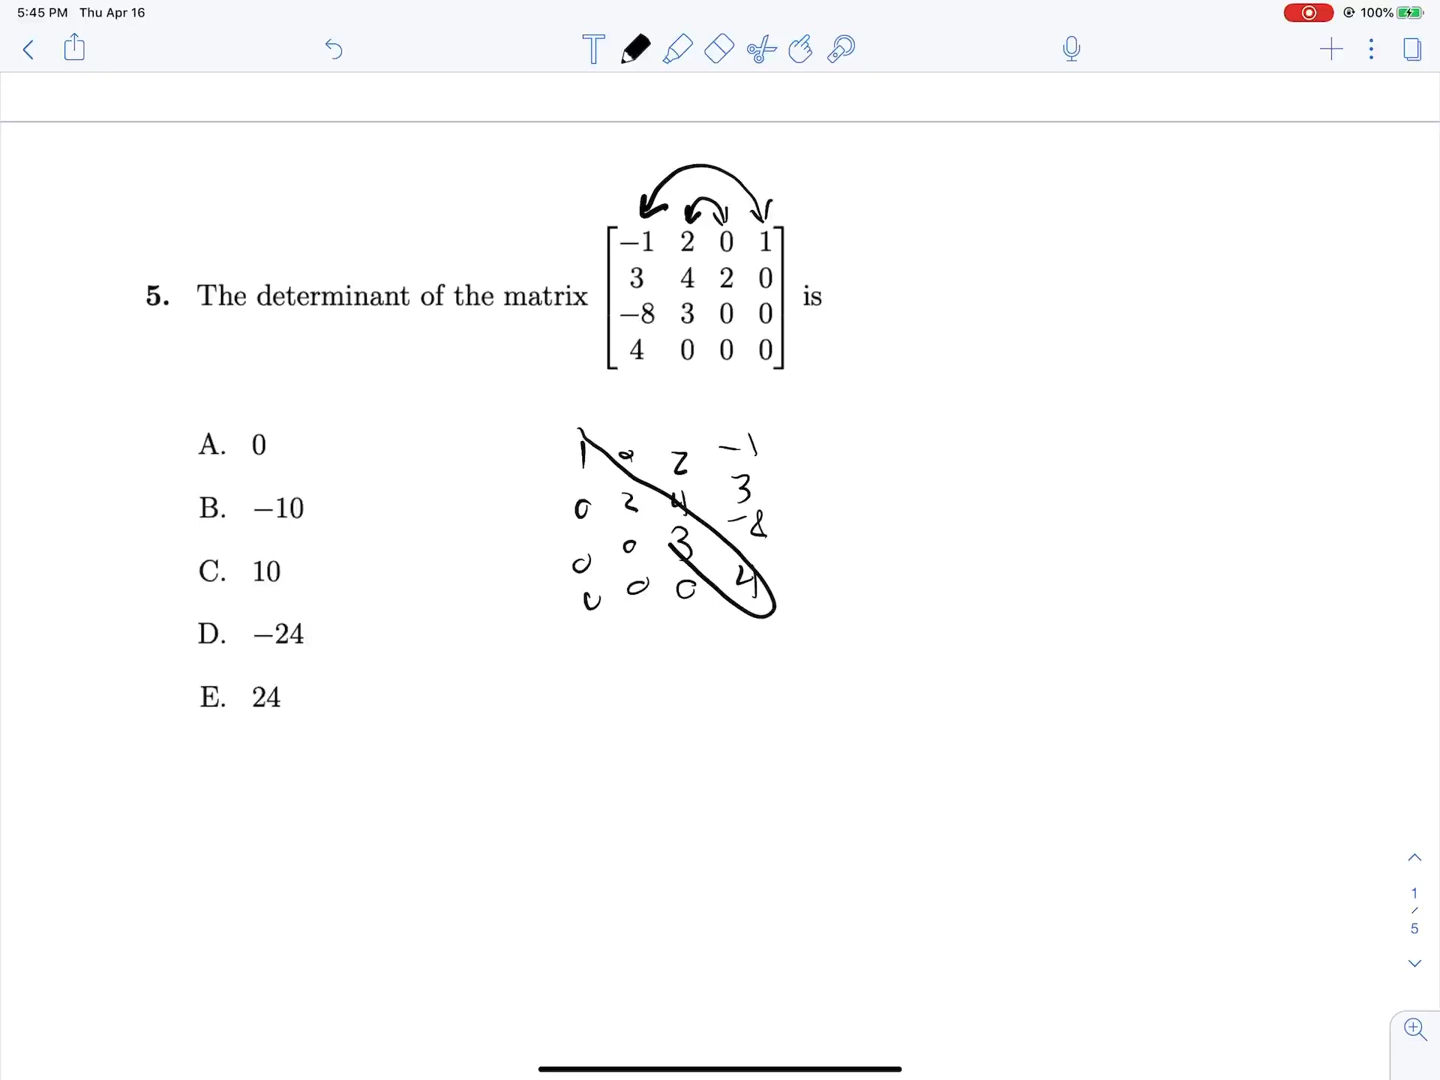 5:45 PM Thu Apr 16
100%
T
−1 2 0 1
3 4 2 0
−8 3 0 0
4 0 0 0
5. The determinant of the matrix is
A. 0
B. −10
C. 10
D. −24
E. 24
1 0 2 −1
0 2 4 3
0 0 3 −8
0 0 0 4
1
/
5